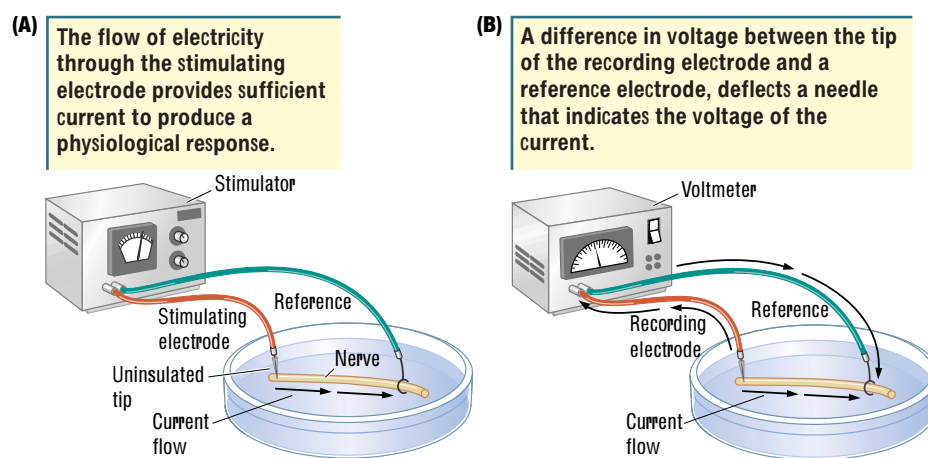 (A)
The flow of electricity
through the stimulating
electrode provides sufficient
current to produce a
physiological response.
Stimulator
Reference
Stimulating
electrode
Nerve
Uninsulated
tip
Current
flow
(B)
A difference in voltage between the tip
of the recording electrode and a
reference electrode, deflects a needle
that indicates the voltage of the
current.
Voltmeter
Reference
Recording
electrode
Current
flow